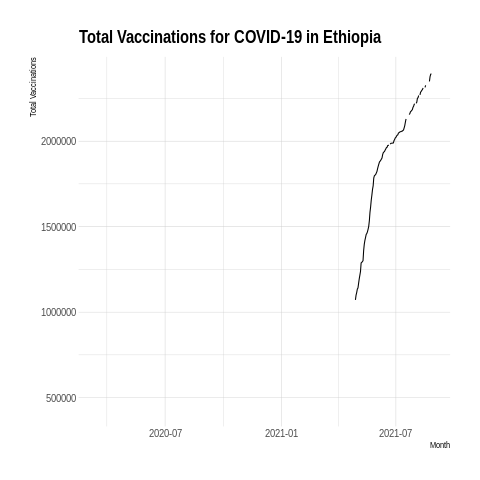 Total Vaccinations for COVID-19 in Ethiopia
Total Vaccinations
2000000
1500000
1000000
500000
2020-07 2021-01 2021-07
Month